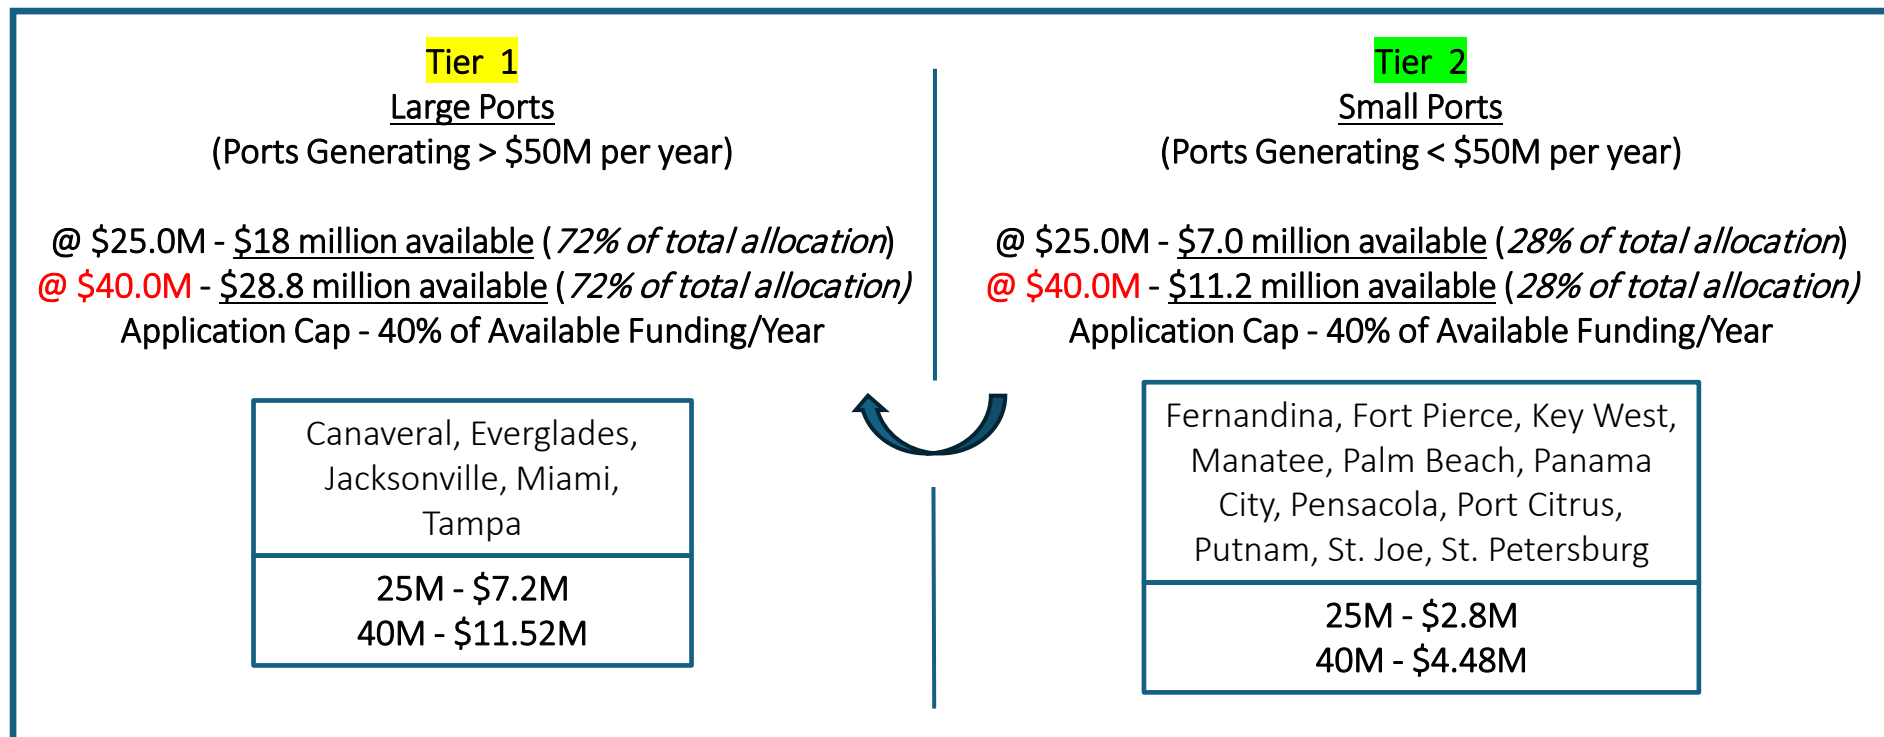 Tier 1
Large Ports
(Ports Generating > $50M per year)
@ $25.0M - $18 million available (72% of total allocation)
@ $40.0M - $28.8 million available (72% of total allocation)
Application Cap - 40% of Available Funding/Year
Canaveral, Everglades,
Jacksonville, Miami,
Tampa
25M - $7.2M
40M - $11.52M
Tier 2
Small Ports
(Ports Generating < $50M per year)
@ $25.0M - $7.0 million available (28% of total allocation)
@ $40.0M - $11.2 million available (28% of total allocation)
Application Cap - 40% of Available Funding/Year
Fernandina, Fort Pierce, Key West,
Manatee, Palm Beach, Panama
City, Pensacola, Port Citrus,
Putnam, St. Joe, St. Petersburg
25M - $2.8M
40M - $4.48M